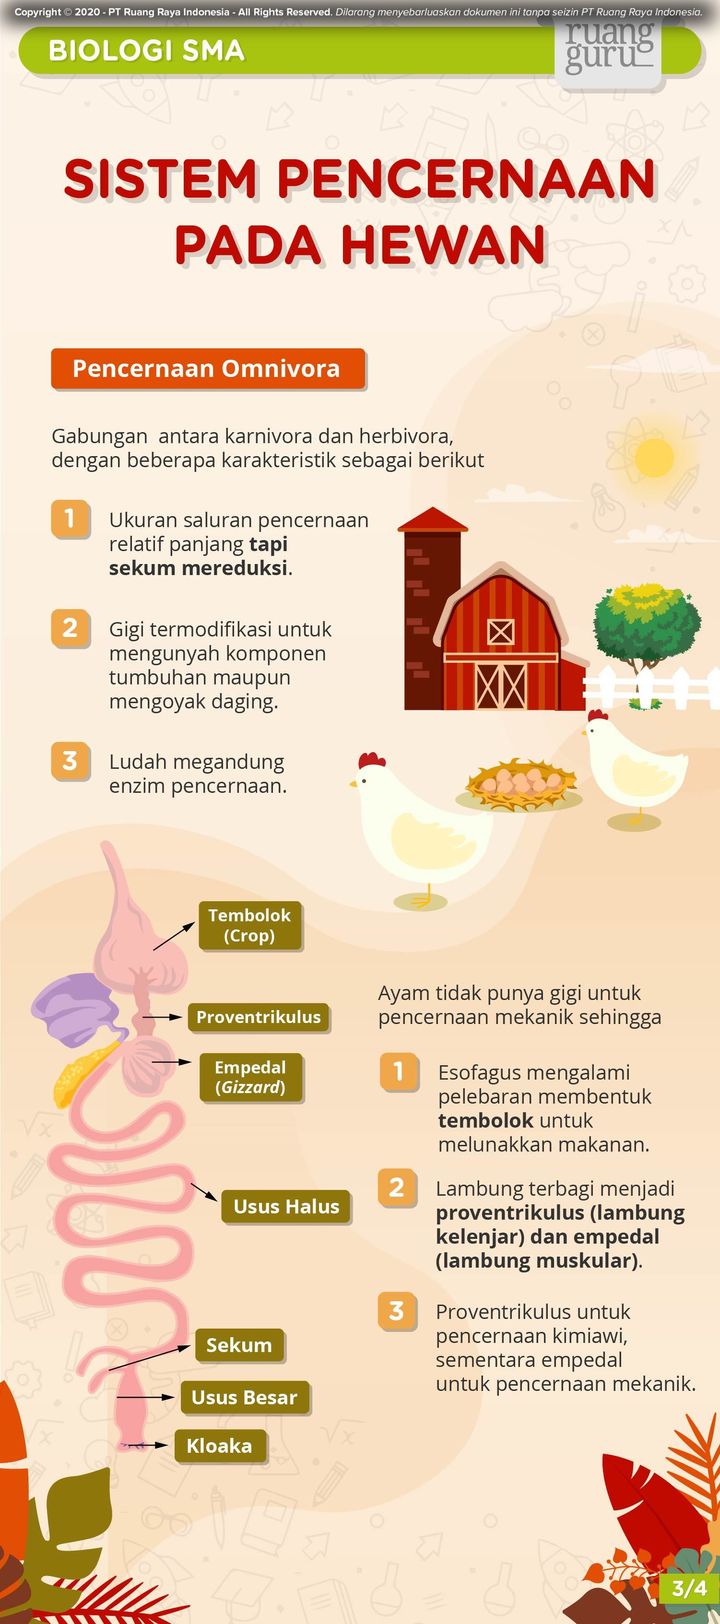 Copyright © 2020 - PT Ruang Raya Indonesia - All Rights Reserved. Dilarang menyebarluaskan dokumen ini tanpa seizin PT Ruang Raya Indonesia.
BIOLOGI SMA
ruang
guru
SISTEM PENCERNAAN
PADA HEWAN
Pencernaan Omnivora
Gabungan antara karnivora dan herbivora,
dengan beberapa karakteristik sebagai berikut
1
Ukuran saluran pencernaan
relatif panjang tapi
sekum mereduksi.
2
Gigi termodifikasi untuk
mengunyah komponen
tumbuhan maupun
mengoyak daging.
3
Ludah megandung
enzim pencernaan.
Tembolok
(Crop)
Proventrikulus
Empedal
(Gizzard)
Usus Halus
Sekum
Usus Besar
Kloaka
Ayam tidak punya gigi untuk
pencernaan mekanik sehingga
1
Esofagus mengalami
pelebaran membentuk
tembolok untuk
melunakkan makanan.
2
Lambung terbagi menjadi
proventrikulus (lambung
kelenjar) dan empedal
(lambung muskular).
3
Proventrikulus untuk
pencernaan kimiawi,
sementara empedal
untuk pencernaan mekanik.
3/4